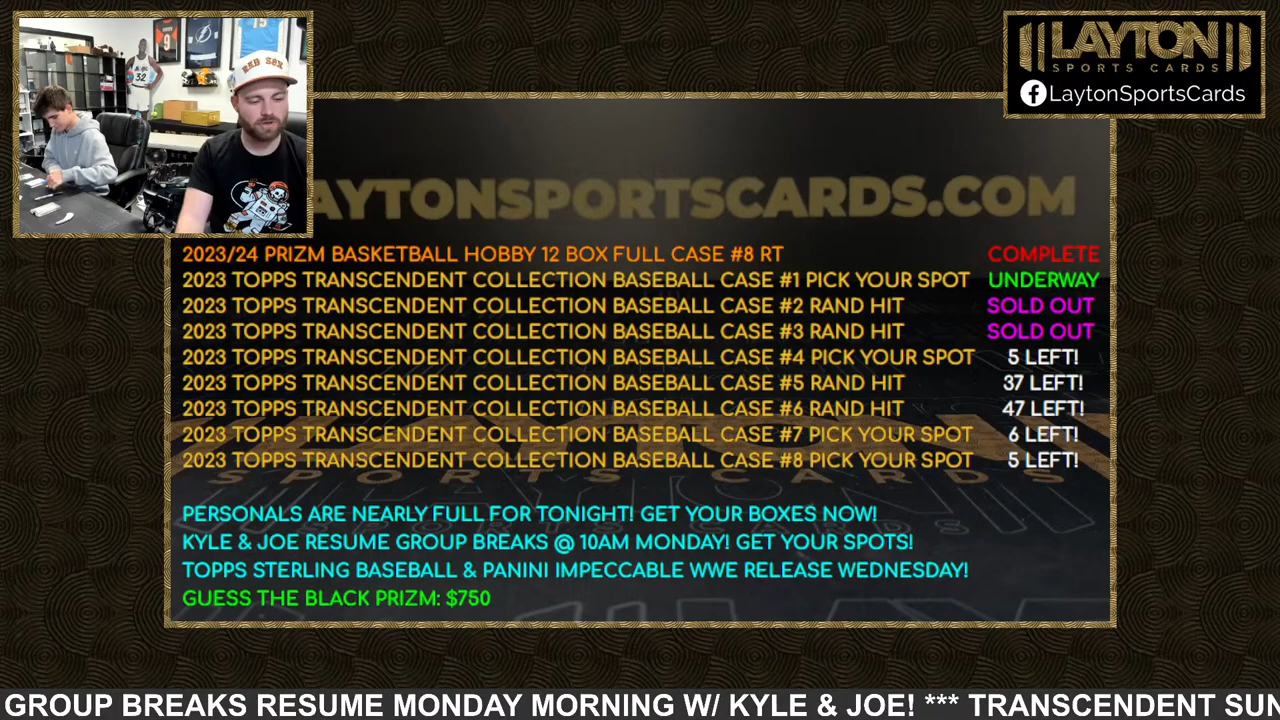 LAYTON
SPORTS CARDS
LaytonSportsCards
RED SOX
9
32
AYTONSPORTSCARDS.COM
2023/24 PRIZM BASKETBALL HOBBY 12 BOX FULL CASE #8 RT COMPLETE
2023 TOPPS TRANSCENDENT COLLECTION BASEBALL CASE #1 PICK YOUR SPOT UNDERWAY
2023 TOPPS TRANSCENDENT COLLECTION BASEBALL CASE #2 RAND HIT SOLD OUT
2023 TOPPS TRANSCENDENT COLLECTION BASEBALL CASE #3 RAND HIT SOLD OUT
2023 TOPPS TRANSCENDENT COLLECTION BASEBALL CASE #4 PICK YOUR SPOT 5 LEFT!
2023 TOPPS TRANSCENDENT COLLECTION BASEBALL CASE #5 RAND HIT 37 LEFT!
2023 TOPPS TRANSCENDENT COLLECTION BASEBALL CASE #6 RAND HIT 47 LEFT!
2023 TOPPS TRANSCENDENT COLLECTION BASEBALL CASE #7 PICK YOUR SPOT 6 LEFT!
2023 TOPPS TRANSCENDENT COLLECTION BASEBALL CASE #8 PICK YOUR SPOT 5 LEFT!
SPORTS CARDS
PERSONALS ARE NEARLY FULL FOR TONIGHT! GET YOUR BOXES NOW!
KYLE & JOE RESUME GROUP BREAKS @ 10AM MONDAY! GET YOUR SPOTS!
TOPPS STERLING BASEBALL & PANINI IMPECCABLE WWE RELEASE WEDNESDAY!
GUESS THE BLACK PRIZM: $750
GROUP BREAKS RESUME MONDAY MORNING W/ KYLE & JOE! *** TRANSCENDENT SUN